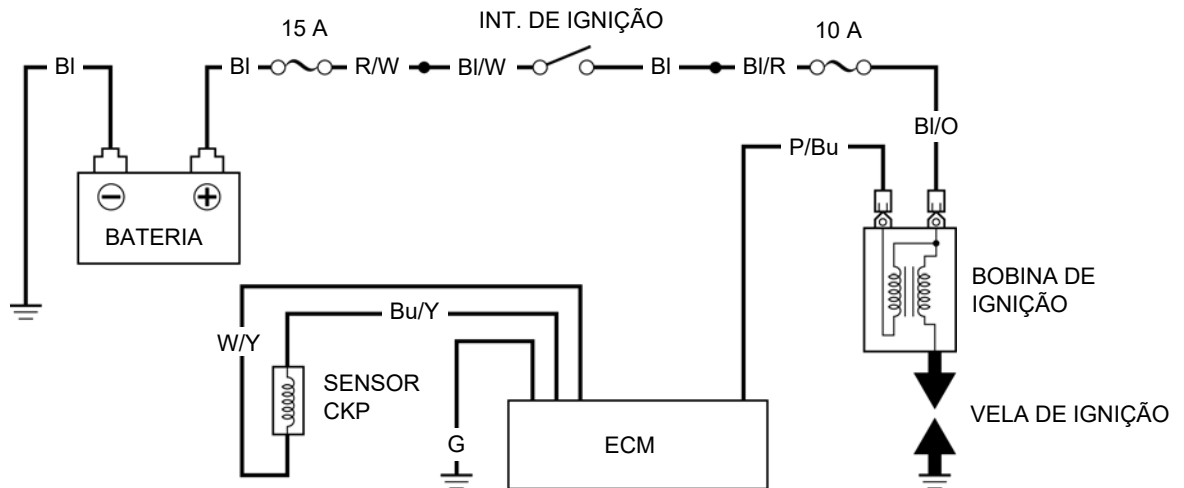 15 A
INT. DE IGNIÇÃO
10 A
Bl
Bl
R/W
Bl/W
Bl
Bl/R
Bl/O
P/Bu
BATERIA
BOBINA DE
IGNIÇÃO
Bu/Y
W/Y
SENSOR
CKP
VELA DE IGNIÇÃO
G
ECM